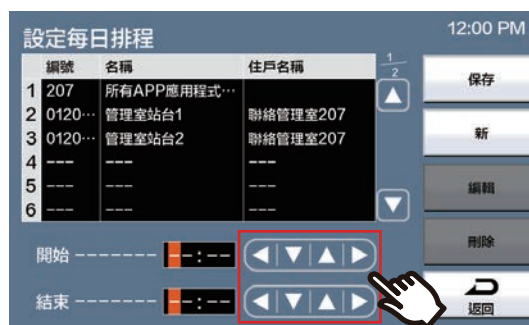 設定每日排程
12:00 PM
編號 名稱 住戶名稱
1/2
1 207 所有APP應用程式⋯
2 0120⋯ 管理室站台1 聯絡管理室207
3 0120⋯ 管理室站台2 聯絡管理室207
4 --- --- ---
5 --- --- ---
6 --- --- ---
保存
新
編輯
刪除
開始 ------- --:--
結束 ------- --:--
返回